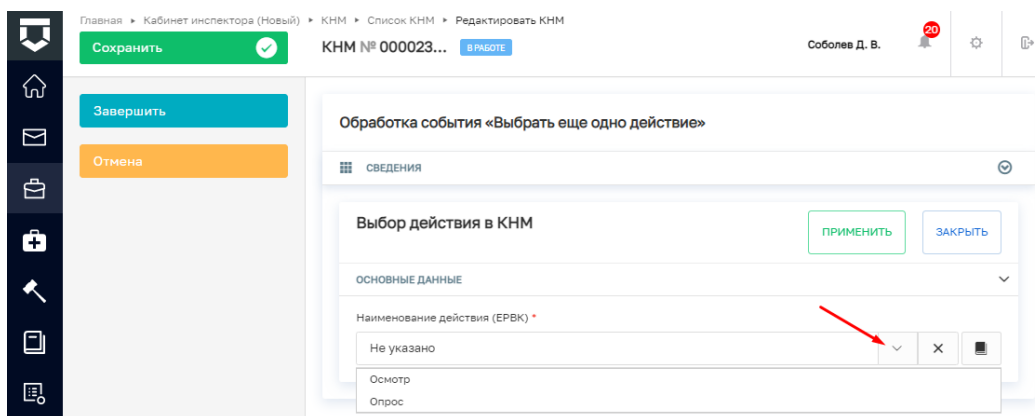 Главная ▸ Кабинет инспектора (Новый) ▸ КНМ ▸ Список КНМ ▸ Редактировать КНМ
Сохранить
КНМ № 000023... В РАБОТЕ
Соболев Д. В.
20
Завершить
Отмена
Обработка события «Выбрать еще одно действие»
СВЕДЕНИЯ
Выбор действия в КНМ
ПРИМЕНИТЬ
ЗАКРЫТЬ
ОСНОВНЫЕ ДАННЫЕ
Наименование действия (ЕРВК) *
Не указано
Осмотр
Опрос